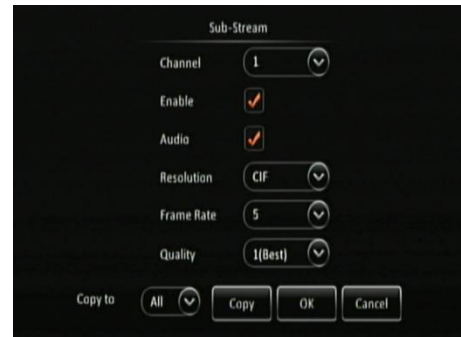 Sub-Stream
Channel 1
Enable
Audio
Resolution CIF
Frame Rate 5
Quality 1(Best)
Copy to All Copy OK Cancel